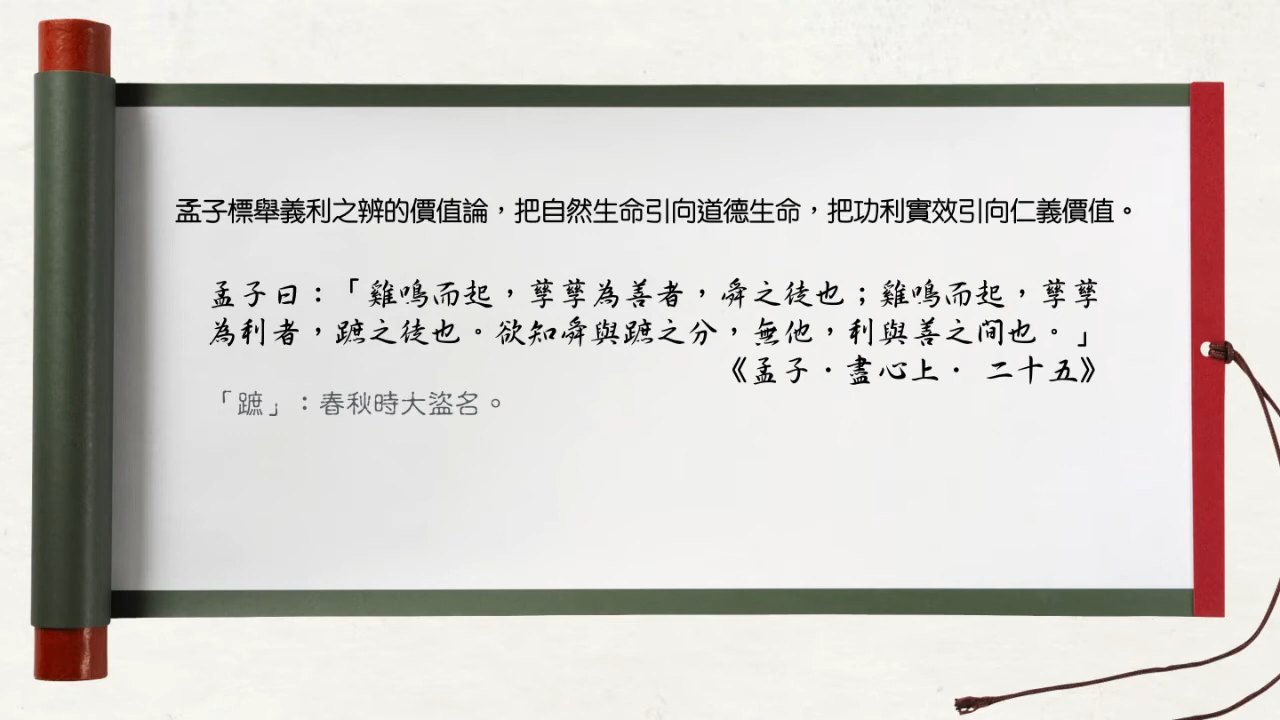 孟子標舉義利之辨的價值論，把自然生命引向道德生命，把功利實效引向仁義價值。
孟子曰：「雞鳴而起，孳孳為善者，舜之徒也；雞鳴而起，孳孳
為利者，蹠之徒也。欲知舜與蹠之分，無他，利與善之間也。」
《孟子．盡心上． 二十五》
「蹠」：春秋時大盜名。